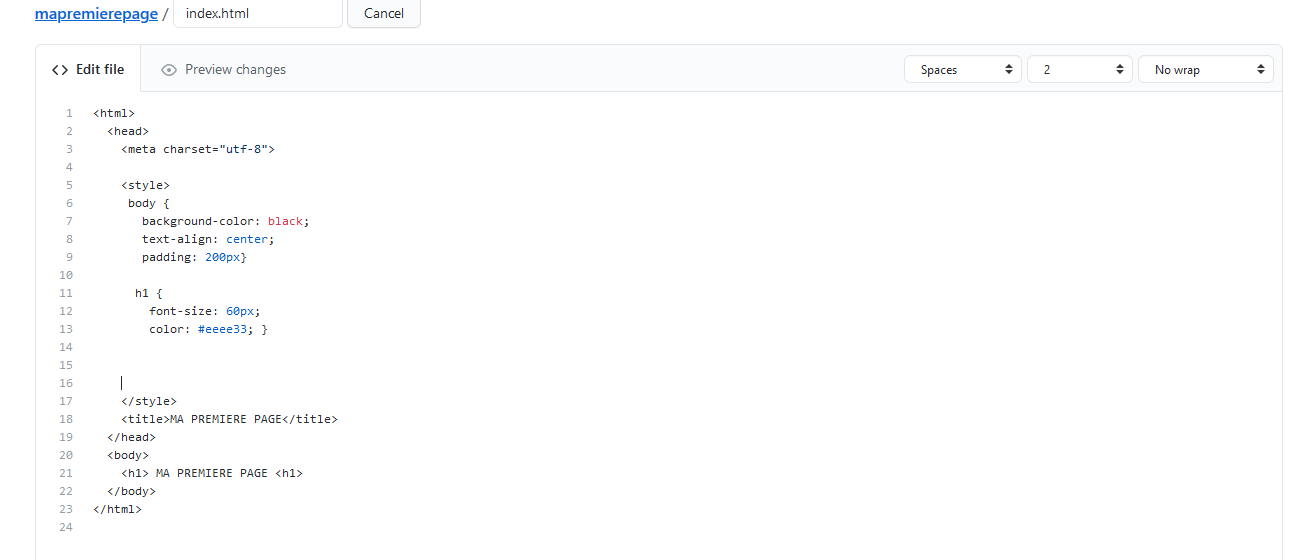 mapremierepage / index.html Cancel
Edit file Preview changes Spaces 2 No wrap
1 <html>
2 <head>
3 <meta charset="utf-8">
4
5 <style>
6 body {
7 background-color: black;
8 text-align: center;
9 padding: 200px}
10
11 h1 {
12 font-size: 60px;
13 color: #eeee33; }
14
15
16
17 </style>
18 <title>MA PREMIERE PAGE</title>
19 </head>
20 <body>
21 <h1> MA PREMIERE PAGE <h1>
22 </body>
23 </html>
24